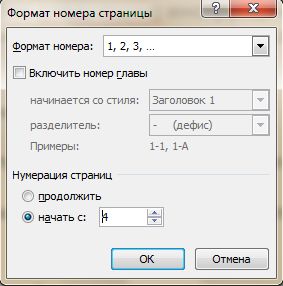 Формат номера страницы
Формат номера: 1, 2, 3, ...
Включить номер главы
начинается со стиля: Заголовок 1
разделитель: - (дефис)
Примеры: 1-1, 1-A
Нумерация страниц
продолжить
начать с: 4
ОК Отмена